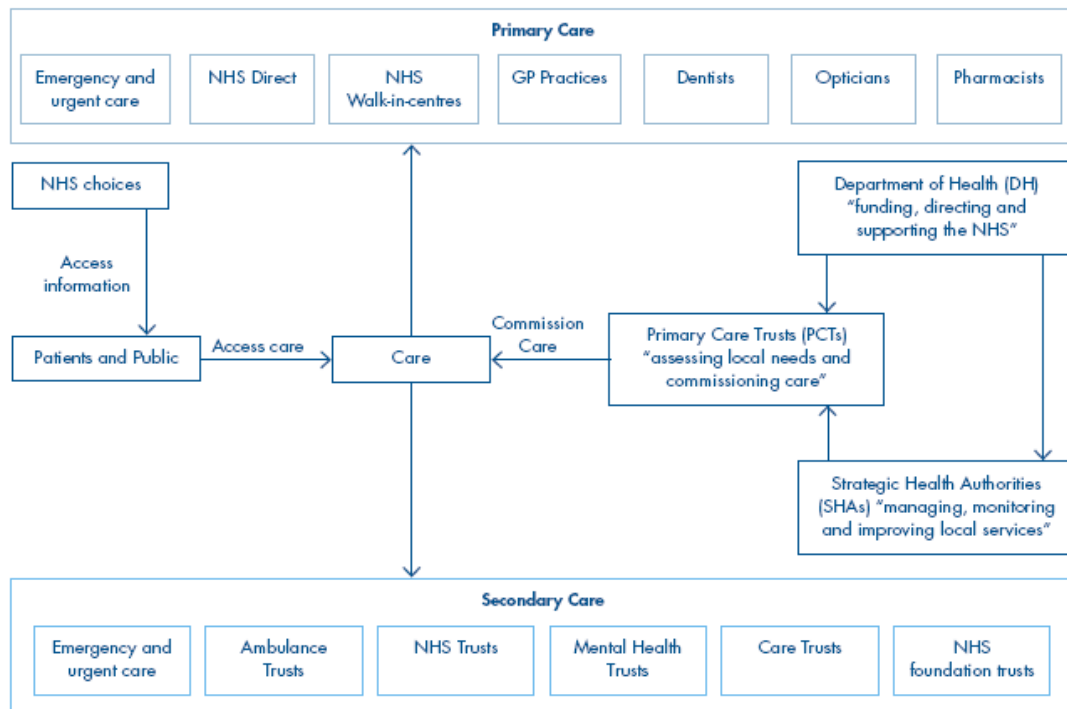 Primary Care
Emergency and
urgent care
NHS Direct
NHS
Walk-in-centres
GP Practices
Dentists
Opticians
Pharmacists
NHS choices
Department of Health (DH)
“funding, directing and
supporting the NHS”
Access
information
Patients and Public
Access care
Care
Commission
Care
Primary Care Trusts (PCTs)
“assessing local needs and
commissioning care”
Strategic Health Authorities
(SHAs) “managing, monitoring
and improving local services”
Secondary Care
Emergency and
urgent care
Ambulance
Trusts
NHS Trusts
Mental Health
Trusts
Care Trusts
NHS
foundation trusts